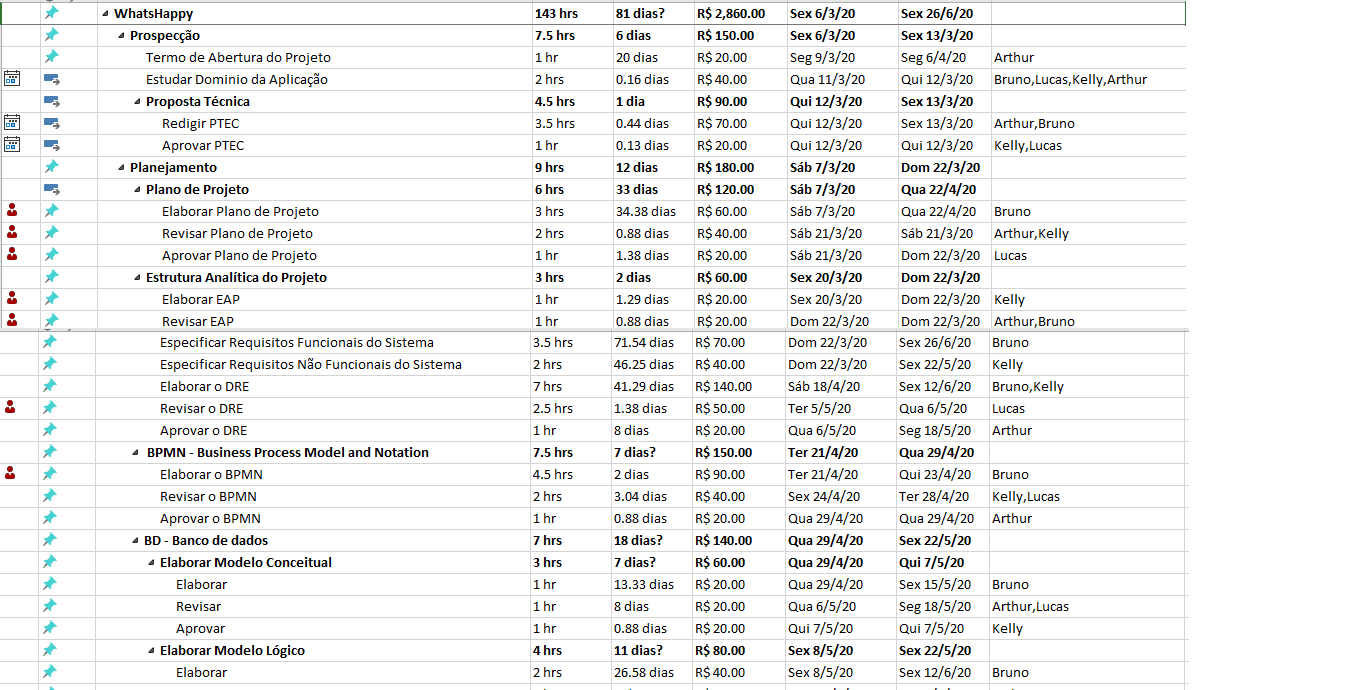 WhatsHappy 143 hrs 81 dias? R$ 2,860.00 Sex 6/3/20 Sex 26/6/20
Prospecção 7.5 hrs 6 dias R$ 150.00 Sex 6/3/20 Sex 13/3/20
Termo de Abertura do Projeto 1 hr 20 dias R$ 20.00 Seg 9/3/20 Seg 6/4/20 Arthur
Estudar Dominio da Aplicação 2 hrs 0.16 dias R$ 40.00 Qua 11/3/20 Qui 12/3/20 Bruno,Lucas,Kelly,Arthur
Proposta Técnica 4.5 hrs 1 dia R$ 90.00 Qui 12/3/20 Sex 13/3/20
Redigir PTEC 3.5 hrs 0.44 dias R$ 70.00 Qui 12/3/20 Sex 13/3/20 Arthur,Bruno
Aprovar PTEC 1 hr 0.13 dias R$ 20.00 Qui 12/3/20 Qui 12/3/20 Kelly,Lucas
Planejamento 9 hrs 12 dias R$ 180.00 Sáb 7/3/20 Dom 22/3/20
Plano de Projeto 6 hrs 33 dias R$ 120.00 Sáb 7/3/20 Qua 22/4/20
Elaborar Plano de Projeto 3 hrs 34.38 dias R$ 60.00 Sáb 7/3/20 Qua 22/4/20 Bruno
Revisar Plano de Projeto 2 hrs 0.88 dias R$ 40.00 Sáb 21/3/20 Sáb 21/3/20 Arthur,Kelly
Aprovar Plano de Projeto 1 hr 1.38 dias R$ 20.00 Sáb 21/3/20 Dom 22/3/20 Lucas
Estrutura Analítica do Projeto 3 hrs 2 dias R$ 60.00 Sex 20/3/20 Dom 22/3/20
Elaborar EAP 1 hr 1.29 dias R$ 20.00 Sex 20/3/20 Dom 22/3/20 Kelly
Revisar EAP 1 hr 0.88 dias R$ 20.00 Dom 22/3/20 Dom 22/3/20 Arthur,Bruno
Especificar Requisitos Funcionais do Sistema 3.5 hrs 71.54 dias R$ 70.00 Dom 22/3/20 Sex 26/6/20 Bruno
Especificar Requisitos Não Funcionais do Sistema 2 hrs 46.25 dias R$ 40.00 Dom 22/3/20 Sex 22/5/20 Kelly
Elaborar o DRE 7 hrs 41.29 dias R$ 140.00 Sáb 18/4/20 Sex 12/6/20 Bruno,Kelly
Revisar o DRE 2.5 hrs 1.38 dias R$ 50.00 Ter 5/5/20 Qua 6/5/20 Lucas
Aprovar o DRE 1 hr 8 dias R$ 20.00 Qua 6/5/20 Seg 18/5/20 Arthur
BPMN - Business Process Model and Notation 7.5 hrs 7 dias? R$ 150.00 Ter 21/4/20 Qua 29/4/20
Elaborar o BPMN 4.5 hrs 2 dias R$ 90.00 Ter 21/4/20 Qui 23/4/20 Bruno
Revisar o BPMN 2 hrs 3.04 dias R$ 40.00 Sex 24/4/20 Ter 28/4/20 Kelly,Lucas
Aprovar o BPMN 1 hr 0.88 dias R$ 20.00 Qua 29/4/20 Qua 29/4/20 Arthur
BD - Banco de dados 7 hrs 18 dias? R$ 140.00 Qua 29/4/20 Sex 22/5/20
Elaborar Modelo Conceitual 3 hrs 7 dias? R$ 60.00 Qua 29/4/20 Qui 7/5/20
Elaborar 1 hr 13.33 dias R$ 20.00 Qua 29/4/20 Sex 15/5/20 Bruno
Revisar 1 hr 8 dias R$ 20.00 Qua 6/5/20 Seg 18/5/20 Arthur,Lucas
Aprovar 1 hr 0.88 dias R$ 20.00 Qui 7/5/20 Qui 7/5/20 Kelly
Elaborar Modelo Lógico 4 hrs 11 dias? R$ 80.00 Sex 8/5/20 Sex 22/5/20
Elaborar 2 hrs 26.58 dias R$ 40.00 Sex 8/5/20 Sex 12/6/20 Bruno